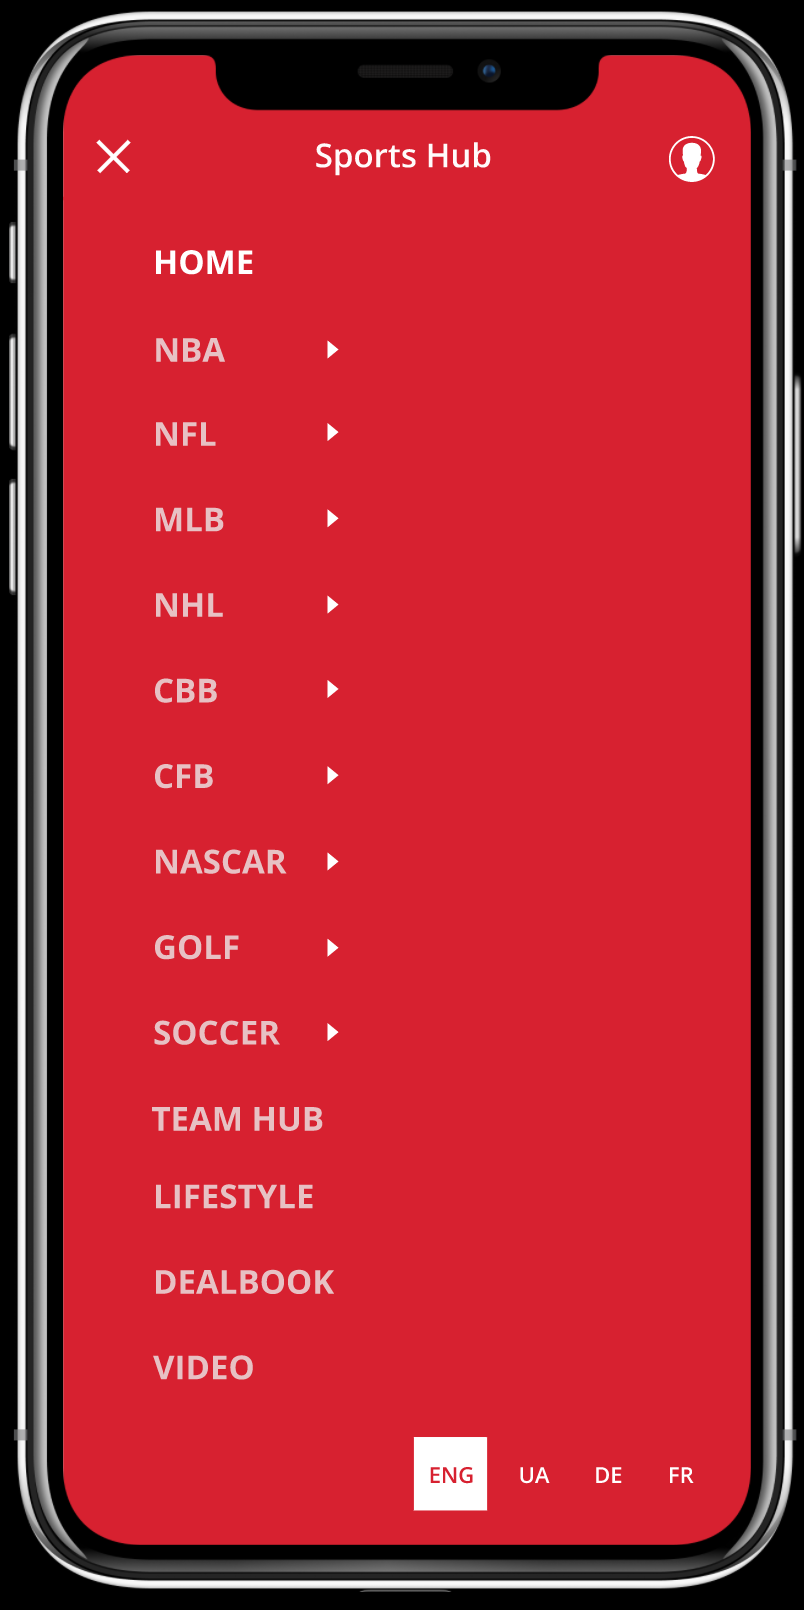 Sports Hub
HOME
NBA
NFL
MLB
NHL
CBB
CFB
NASCAR
GOLF
SOCCER
TEAM HUB
LIFESTYLE
DEALBOOK
VIDEO
ENG UA DE FR